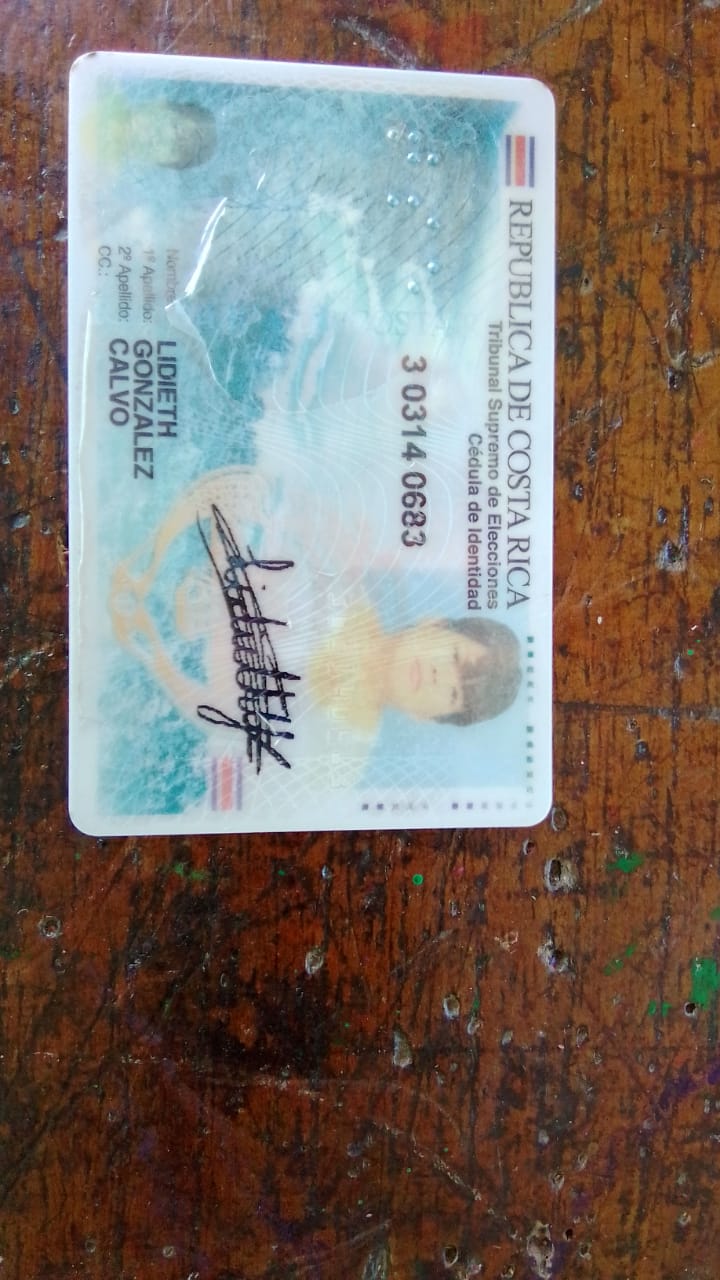 REPUBLICA DE COSTA RICA
Tribunal Supremo de Elecciones
Cédula de Identidad
3 0314 0683
Nombre: LIDIETH
1º Apellido: GONZALEZ
2º Apellido: CALVO
CC.: